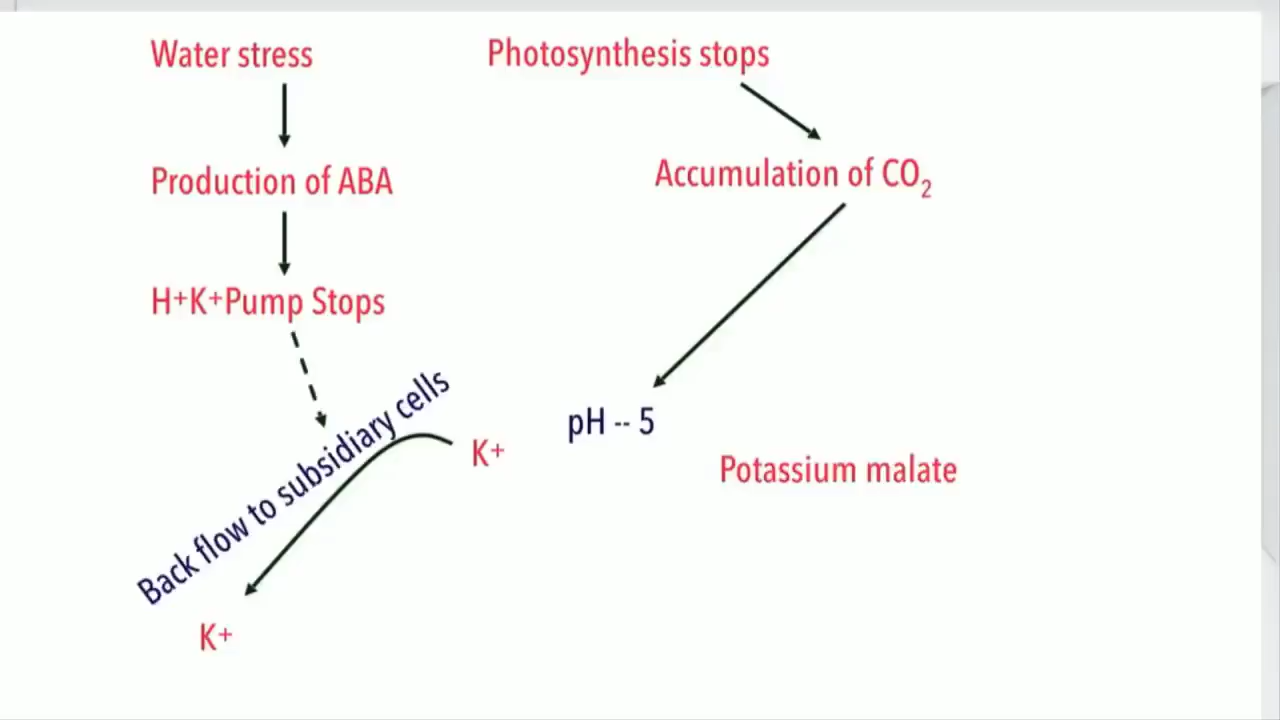 Water stress
Photosynthesis stops
Production of ABA
Accumulation of CO₂
H+K+Pump Stops
Back flow to subsidiary cells
K+
pH -- 5
Potassium malate
K+